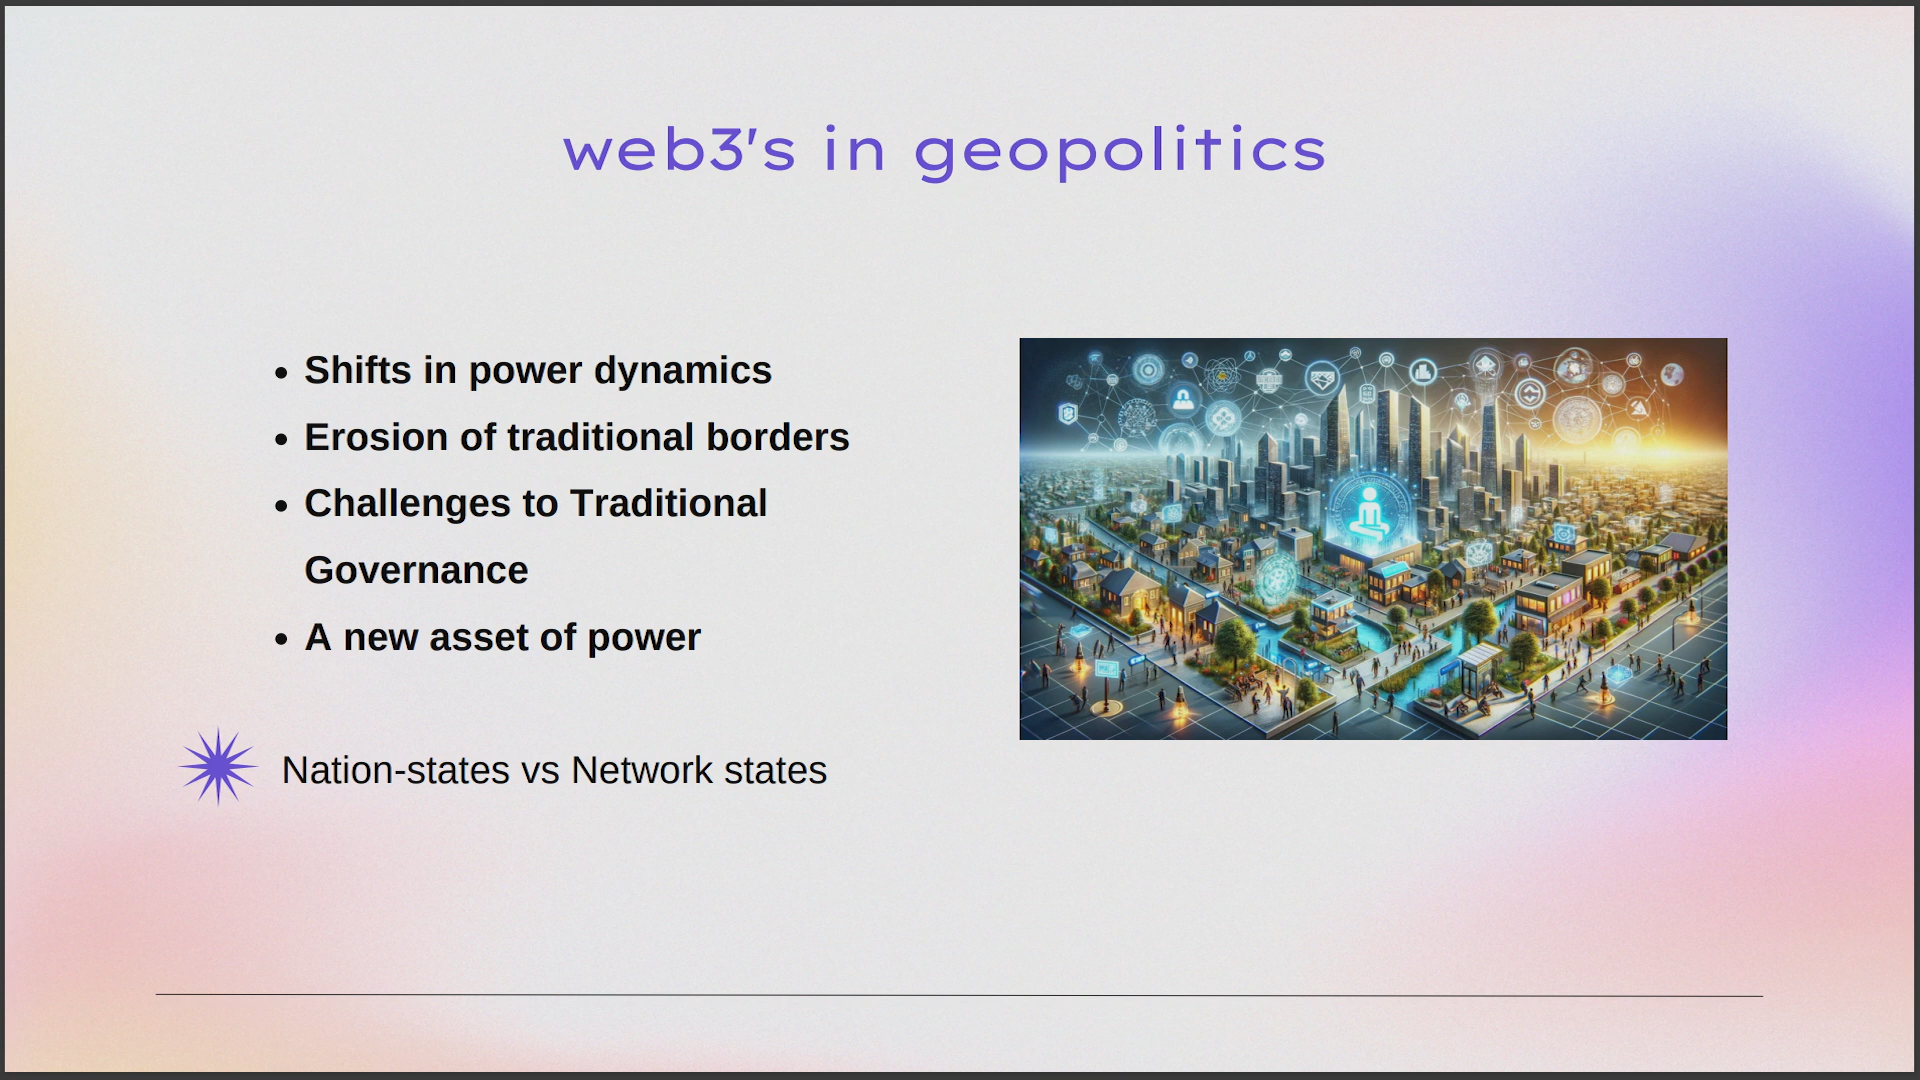 web3's in geopolitics
• Shifts in power dynamics
• Erosion of traditional borders
• Challenges to Traditional
Governance
• A new asset of power
Nation-states vs Network states